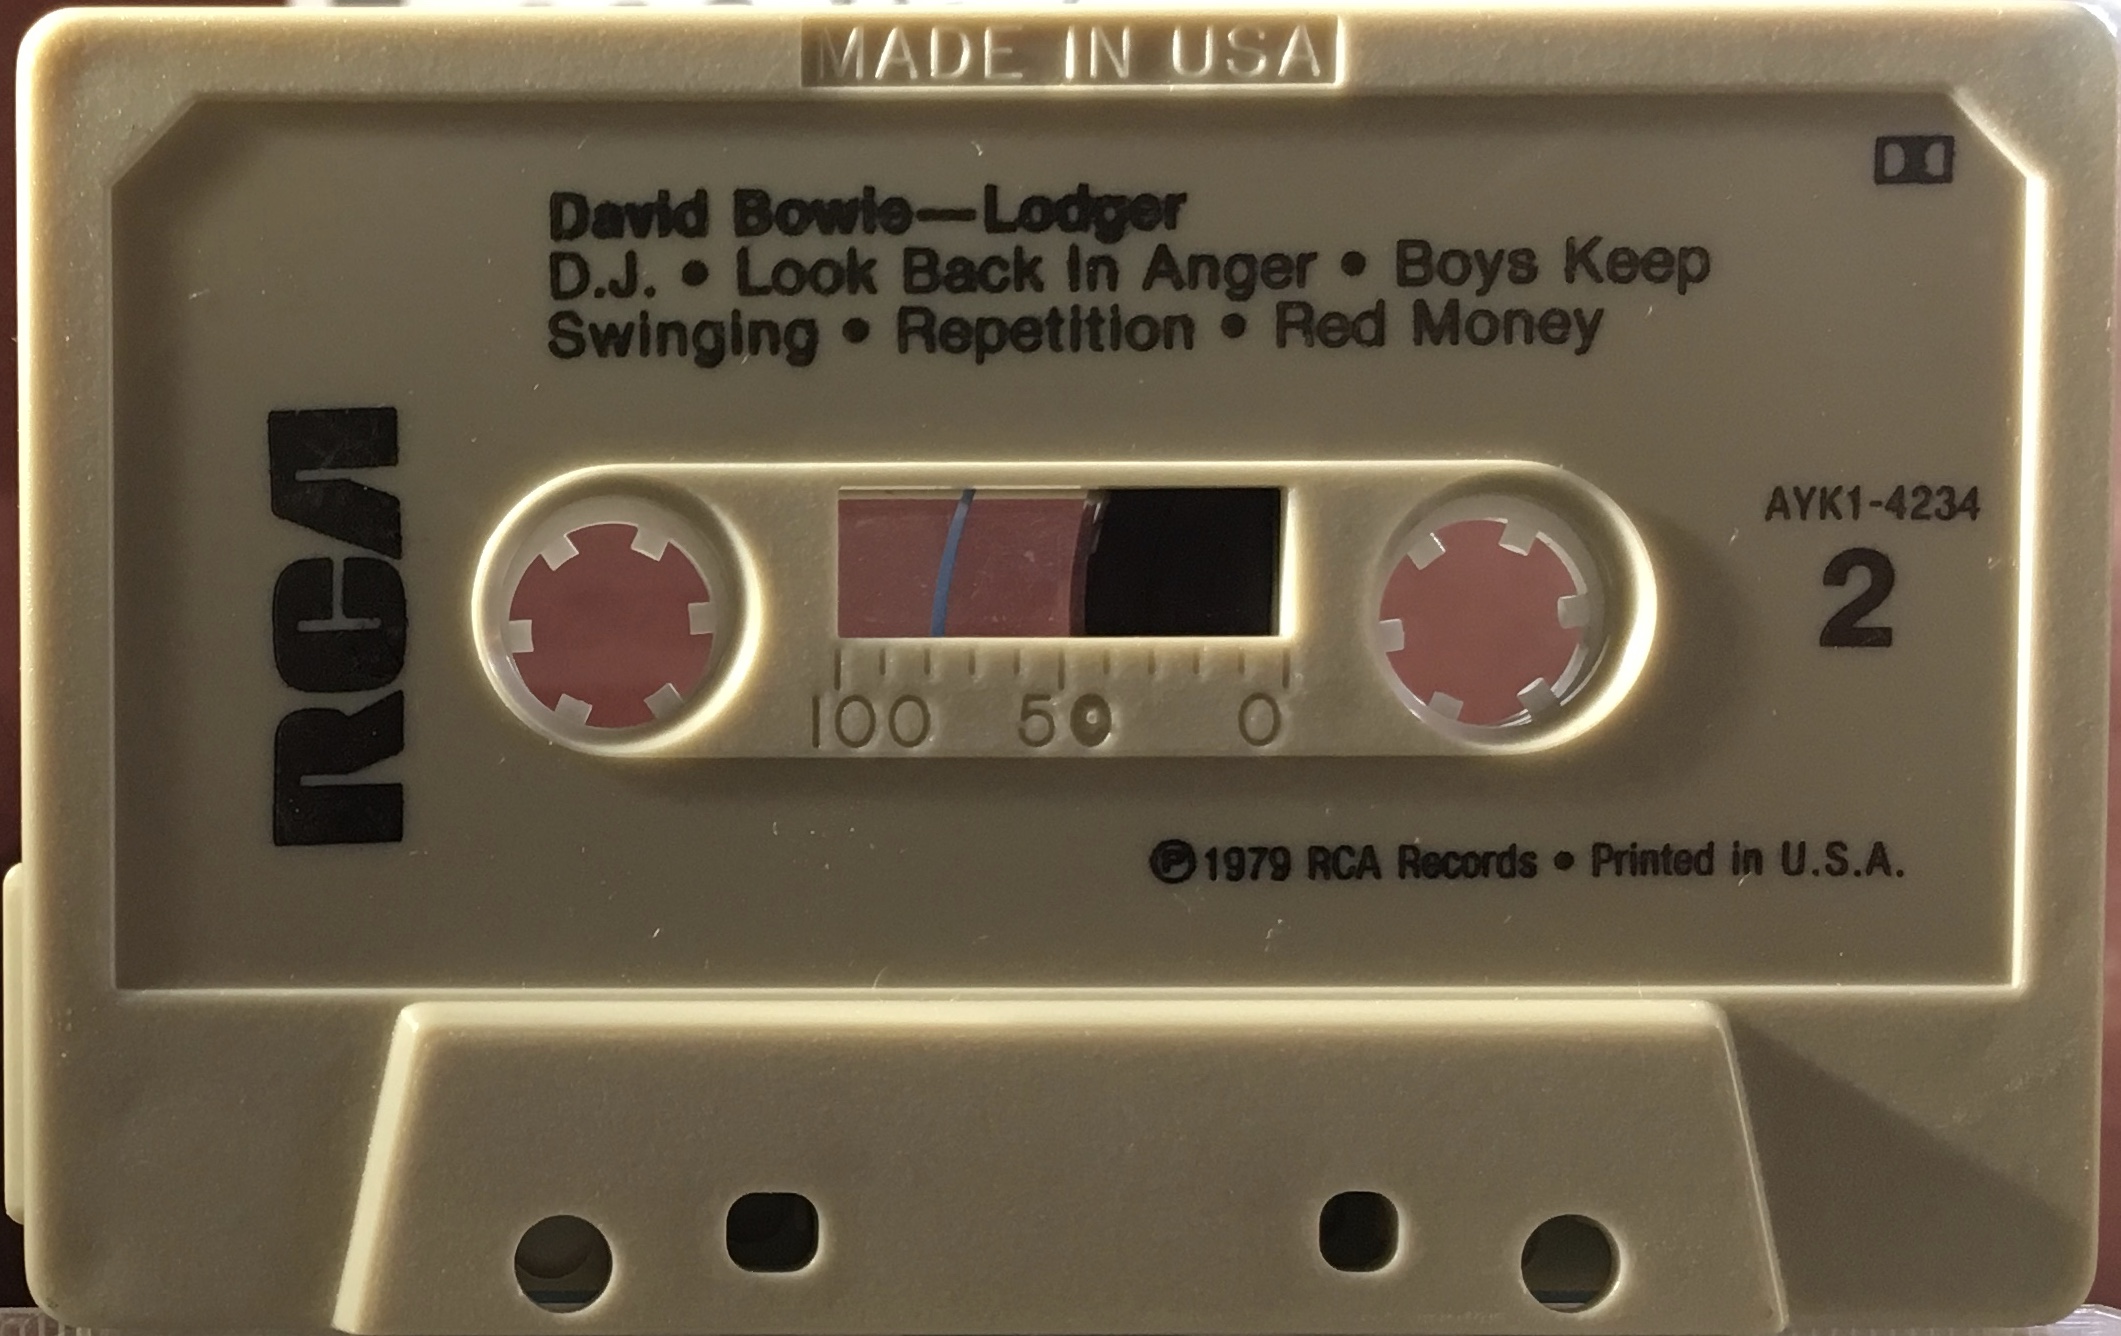 MADE IN USA
David Bowie—Lodger
D.J. • Look Back In Anger • Boys Keep
Swinging • Repetition • Red Money
RCA
AYK1-4234
2
100 50 0
℗1979 RCA Records • Printed in U.S.A.